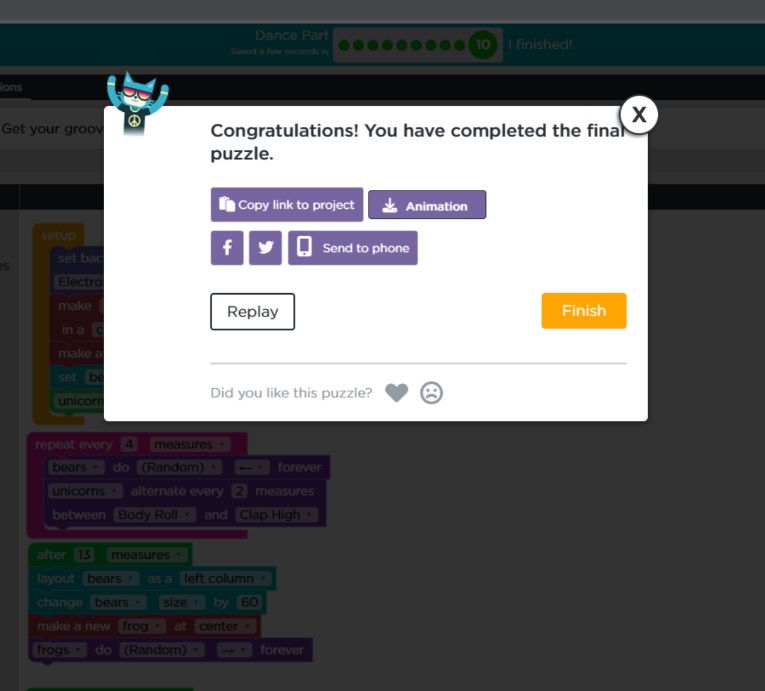 Dance Part
Saved a few seconds a
10
I finished!
ions
Get your groov
Congratulations! You have completed the final
puzzle.
X
Copy link to project
Animation
Send to phone
Replay
Finish
Did you like this puzzle?
setup
set bac
es
Electro
make
in a
make a
set be
unicorn
repeat every 4 measures
bears do (Random) ← forever
unicorns alternate every 2 measures
between Body Roll and Clap High
after 13 measures
layout bears as a left column
change bears size by 60
make a new frog at center
frogs do (Random) → forever